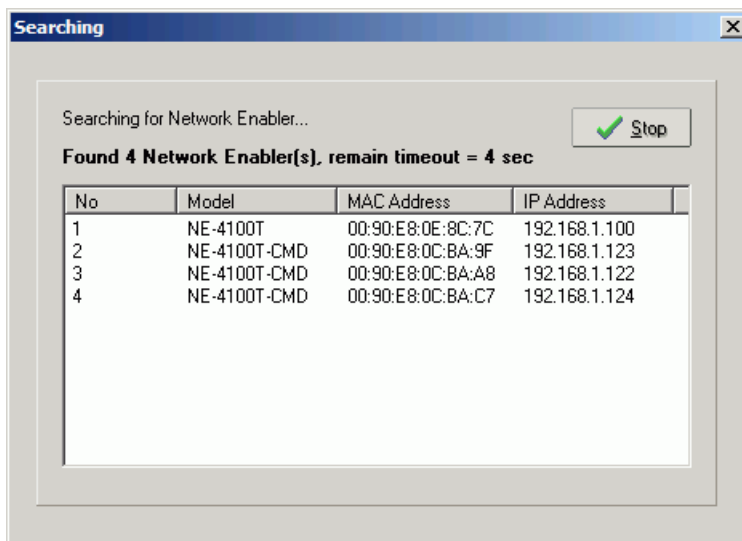 Searching
Searching for Network Enabler...
Stop
Found 4 Network Enabler(s), remain timeout = 4 sec
No Model MAC Address IP Address
1 NE-4100T 00:90:E8:0E:8C:7C 192.168.1.100
2 NE-4100T-CMD 00:90:E8:0C:BA:9F 192.168.1.123
3 NE-4100T-CMD 00:90:E8:0C:BA:A8 192.168.1.122
4 NE-4100T-CMD 00:90:E8:0C:BA:C7 192.168.1.124